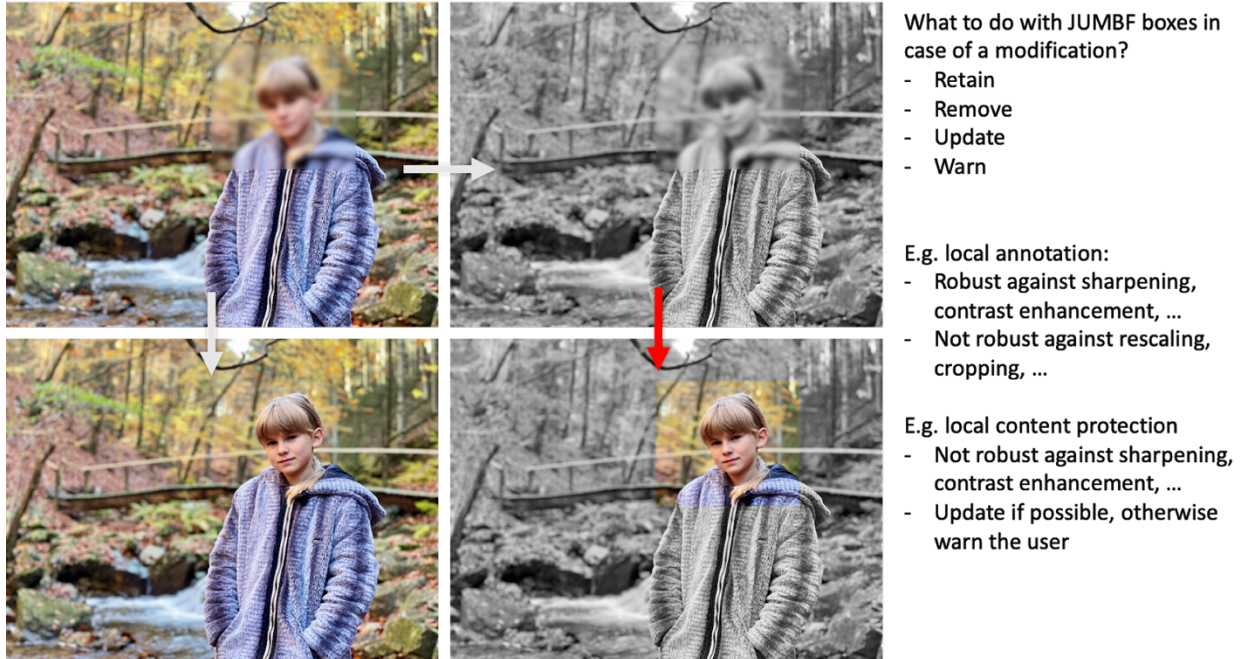 What to do with JUMBF boxes in
case of a modification?
- Retain
- Remove
- Update
- Warn
E.g. local annotation:
- Robust against sharpening,
contrast enhancement, …
- Not robust against rescaling,
cropping, …
E.g. local content protection
- Not robust against sharpening,
contrast enhancement, …
- Update if possible, otherwise
warn the user